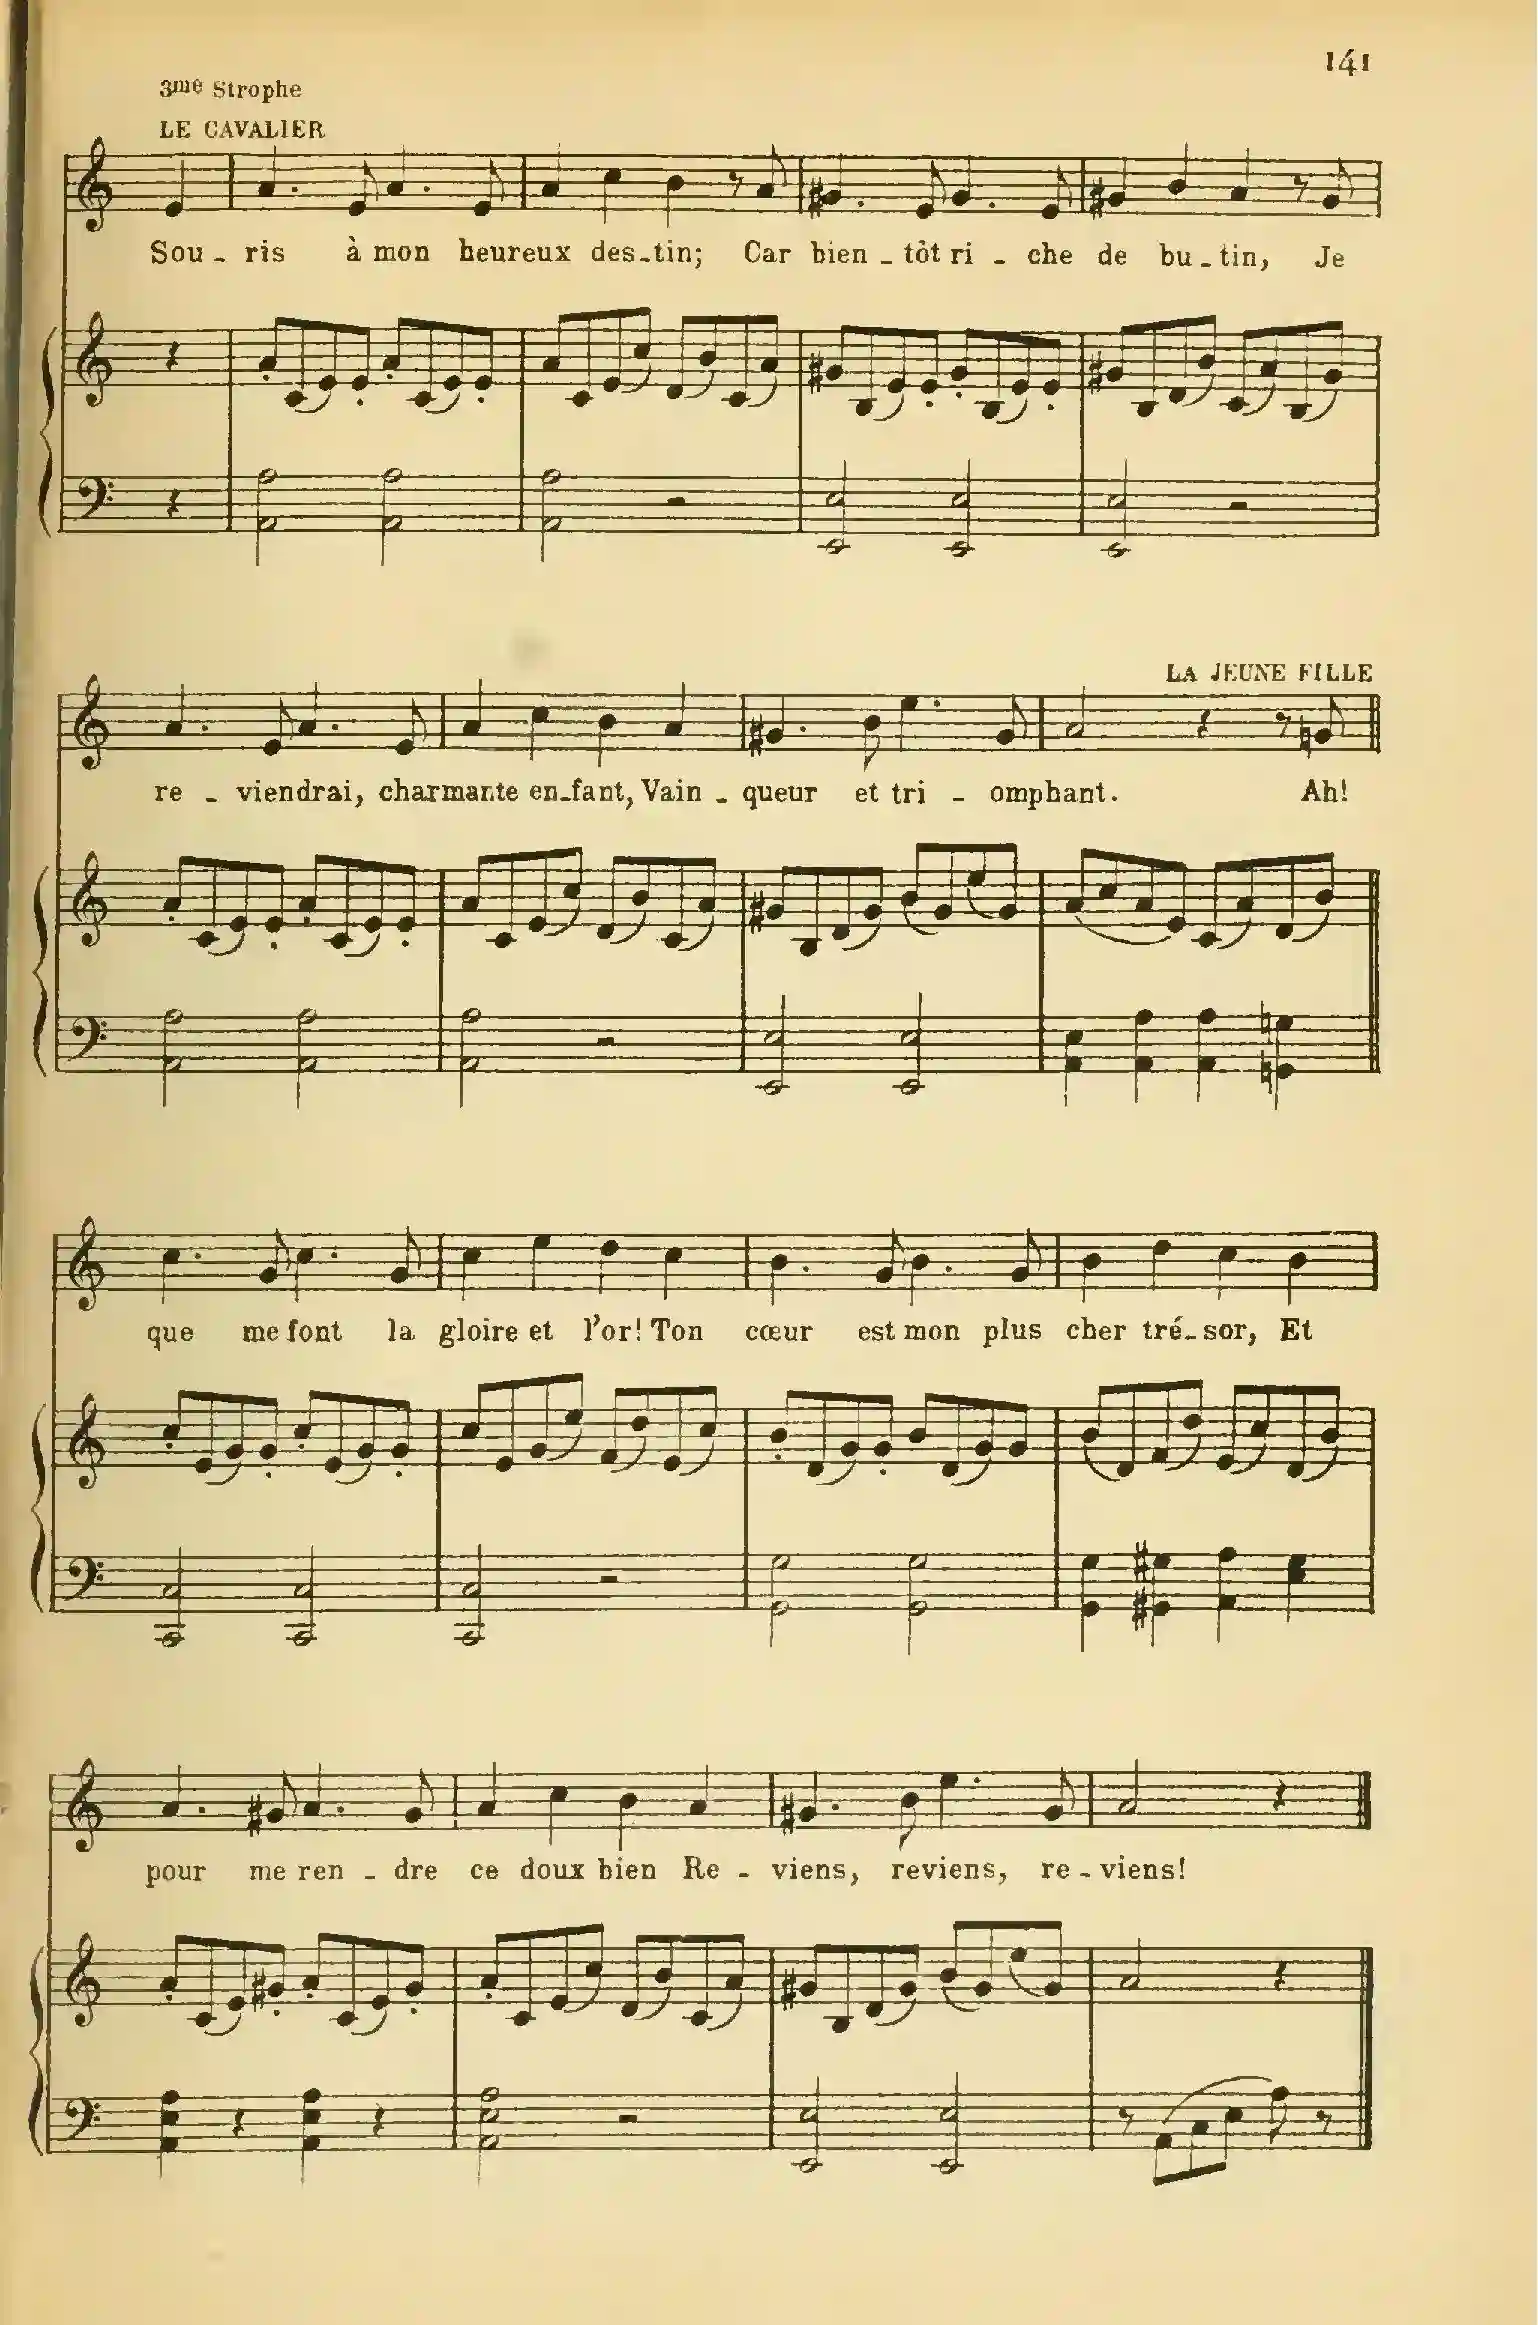 141
3me Strophe
LE CAVALIER
Sou - ris à mon heureux des-tin; Car bien - tôt ri - che de bu-tin, Je
LA JEUNE FILLE
re - viendrai, charmante en-fant, Vain - queur et tri - omphant. Ah!
que me font la gloire et l'or! Ton cœur est mon plus cher tré-sor, Et
pour me ren - dre ce doux bien Re - viens, reviens, re - viens!